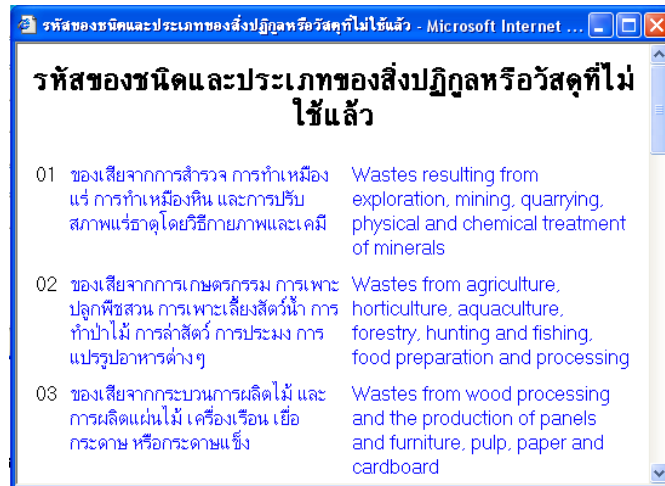 รหัสของชนิดและประเภทของสิ่งปฏิกูลหรือวัสดุที่ไม่ใช้แล้ว - Microsoft Internet ...
รหัสของชนิดและประเภทของสิ่งปฏิกูลหรือวัสดุที่ไม่
ใช้แล้ว
01 ของเสียจากการสำรวจ การทำเหมือง
แร่ การทำเหมืองหิน และการปรับ
สภาพแร่ธาตุโดยวิธีกายภาพและเคมี
Wastes resulting from
exploration, mining, quarrying,
physical and chemical treatment
of minerals
02 ของเสียจากการเกษตรกรรม การเพาะ
ปลูกพืชสวน การเพาะเลี้ยงสัตว์น้ำ การ
ทำป่าไม้ การล่าสัตว์ การประมง การ
แปรรูปอาหารต่างๆ
Wastes from agriculture,
horticulture, aquaculture,
forestry, hunting and fishing,
food preparation and processing
03 ของเสียจากกระบวนการผลิตไม้ และ
การผลิตแผ่นไม้ เครื่องเรือน เยื่อ
กระดาษ หรือกระดาษแข็ง
Wastes from wood processing
and the production of panels
and furniture, pulp, paper and
cardboard